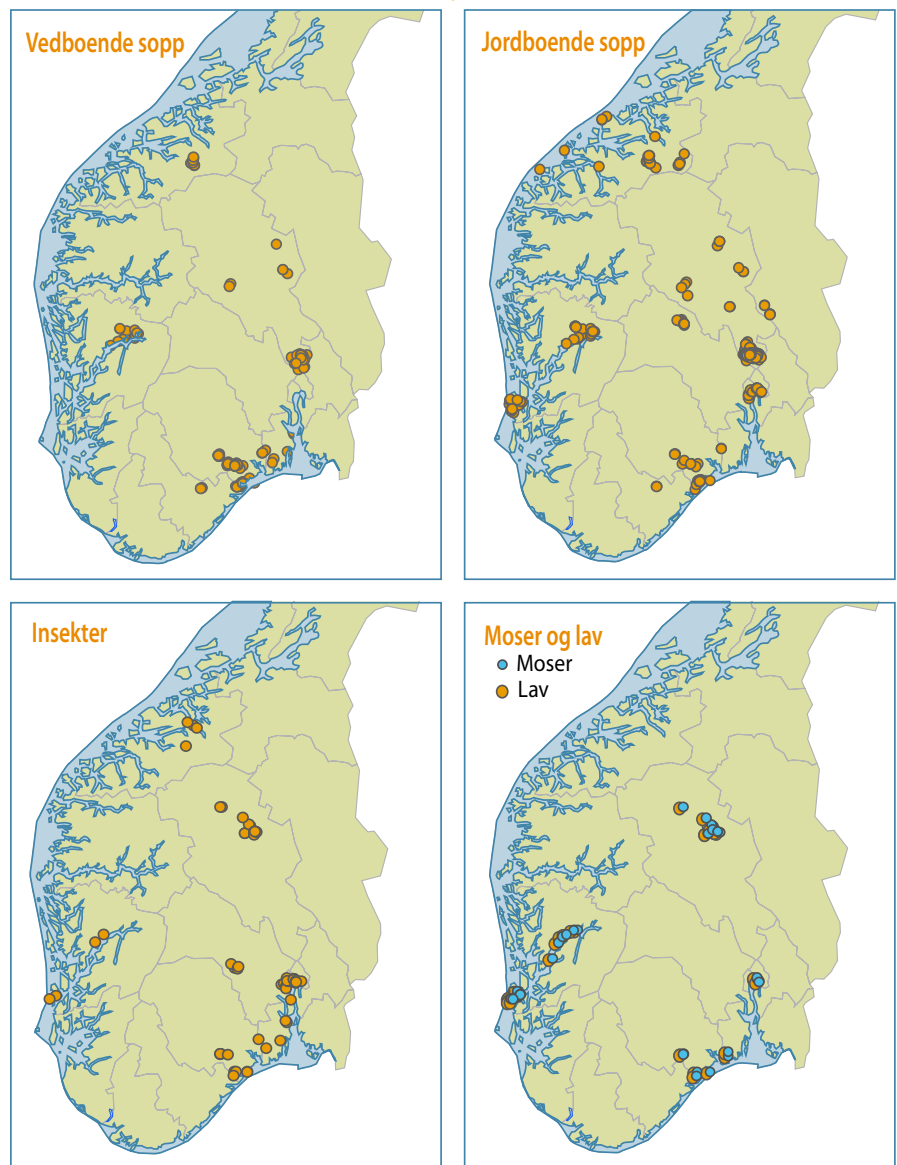 Vedboende sopp
Jordboende sopp
Insekter
Moser og lav
Moser
Lav